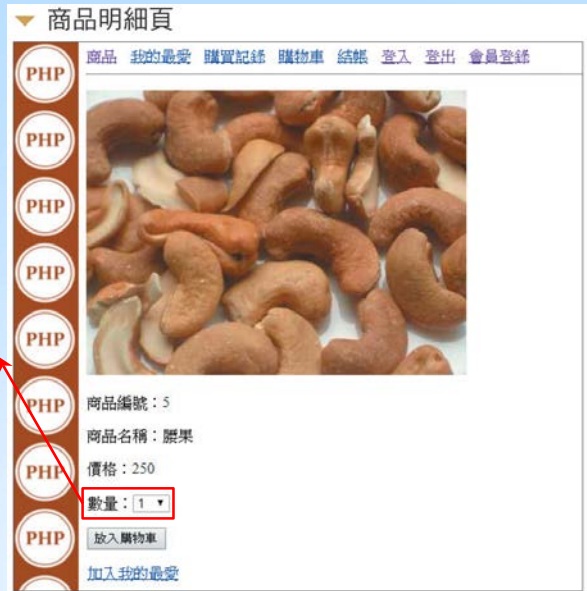 商品明細頁
商品 我的最愛 購買記錄 購物車 結帳 登入 登出 會員登錄
PHP
PHP
PHP
PHP
PHP
PHP
PHP
PHP
商品編號：5
商品名稱：腰果
價格：250
數量：1
放入購物車
加入我的最愛